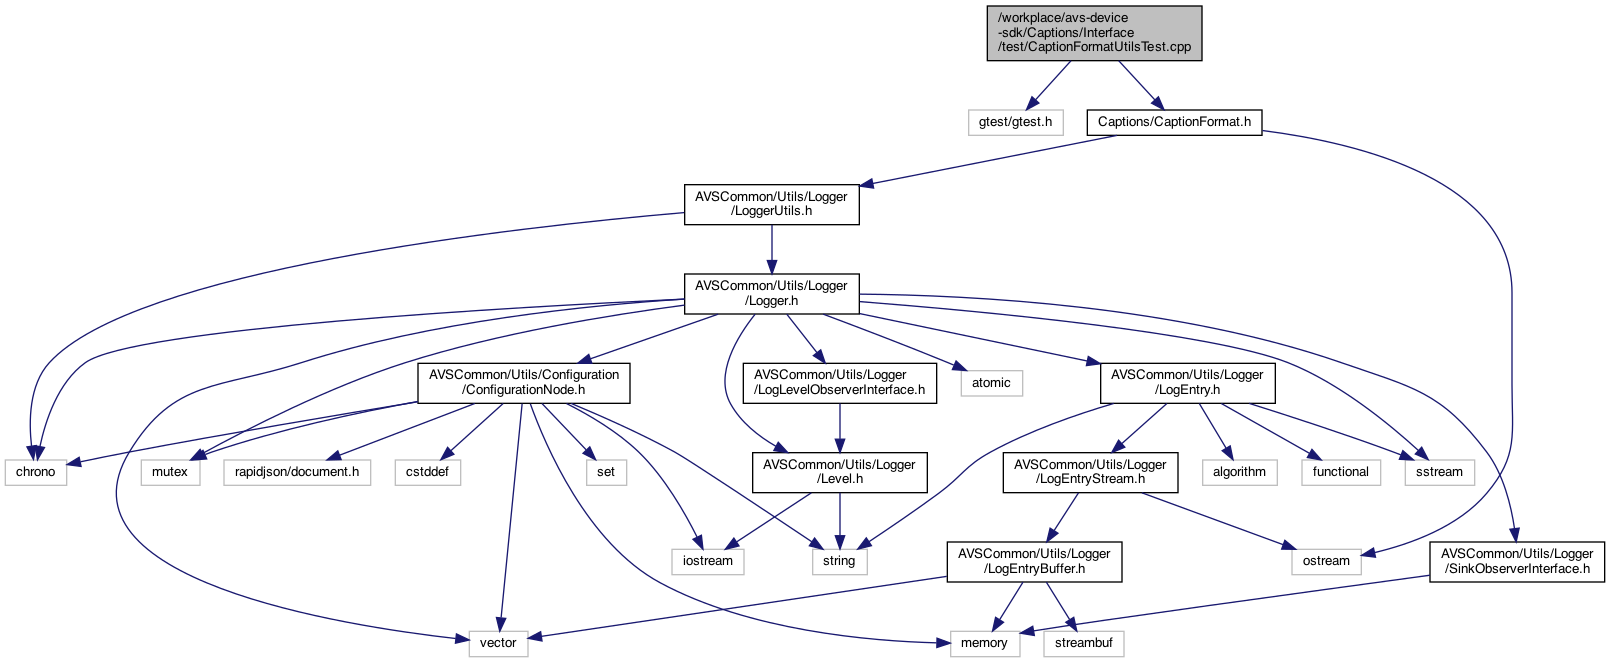 /workplace/avs-device
-sdk/Captions/Interface
/test/CaptionFormatUtilsTest.cpp
gtest/gtest.h
Captions/CaptionFormat.h
AVSCommon/Utils/Logger
/LoggerUtils.h
AVSCommon/Utils/Logger
/Logger.h
AVSCommon/Utils/Configuration
/ConfigurationNode.h
AVSCommon/Utils/Logger
/LogLevelObserverInterface.h
atomic
AVSCommon/Utils/Logger
/LogEntry.h
chrono
mutex
rapidjson/document.h
cstddef
set
AVSCommon/Utils/Logger
/Level.h
AVSCommon/Utils/Logger
/LogEntryStream.h
algorithm
functional
sstream
iostream
string
AVSCommon/Utils/Logger
/LogEntryBuffer.h
ostream
AVSCommon/Utils/Logger
/SinkObserverInterface.h
vector
memory
streambuf